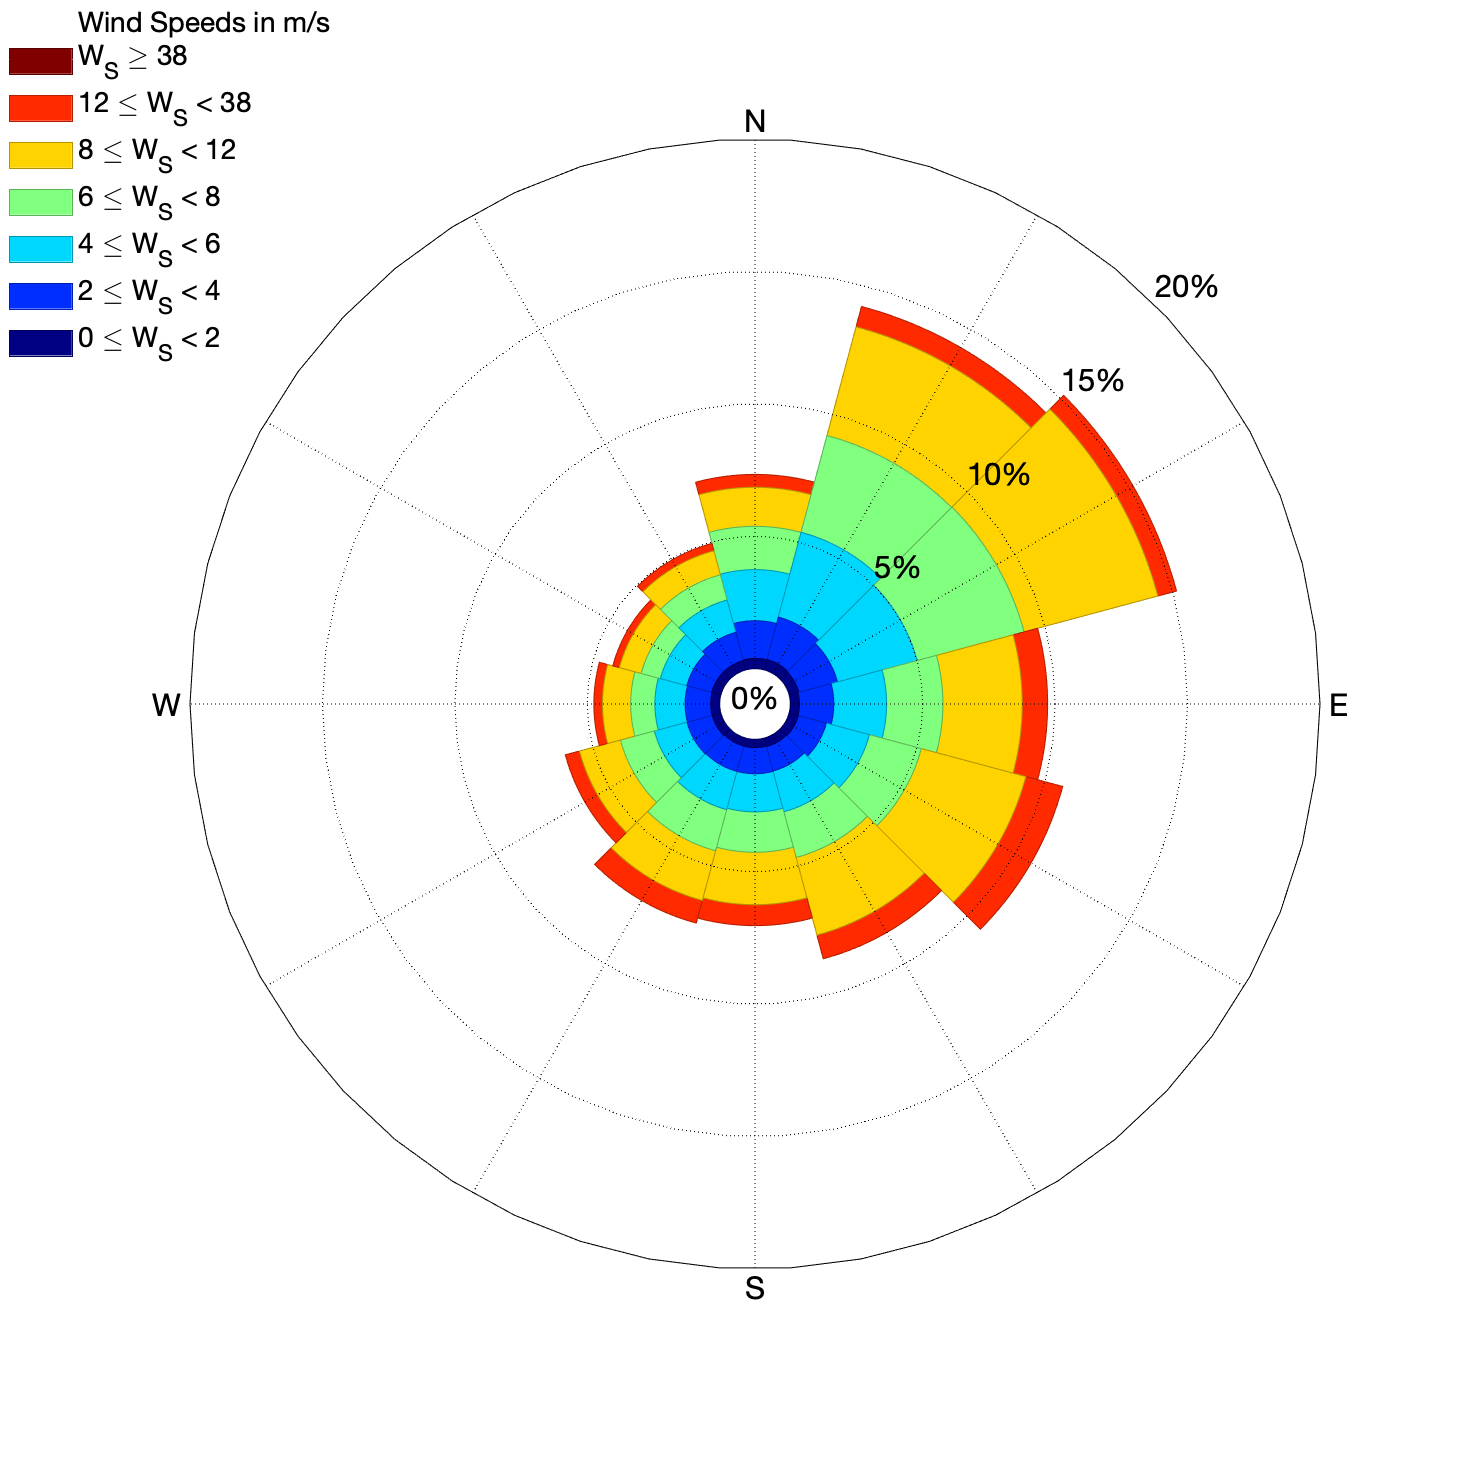 Wind Speeds in m/s
W_S ≥ 38
12 ≤ W_S < 38
8 ≤ W_S < 12
6 ≤ W_S < 8
4 ≤ W_S < 6
2 ≤ W_S < 4
0 ≤ W_S < 2
N
20%
15%
10%
5%
0%
W
E
S